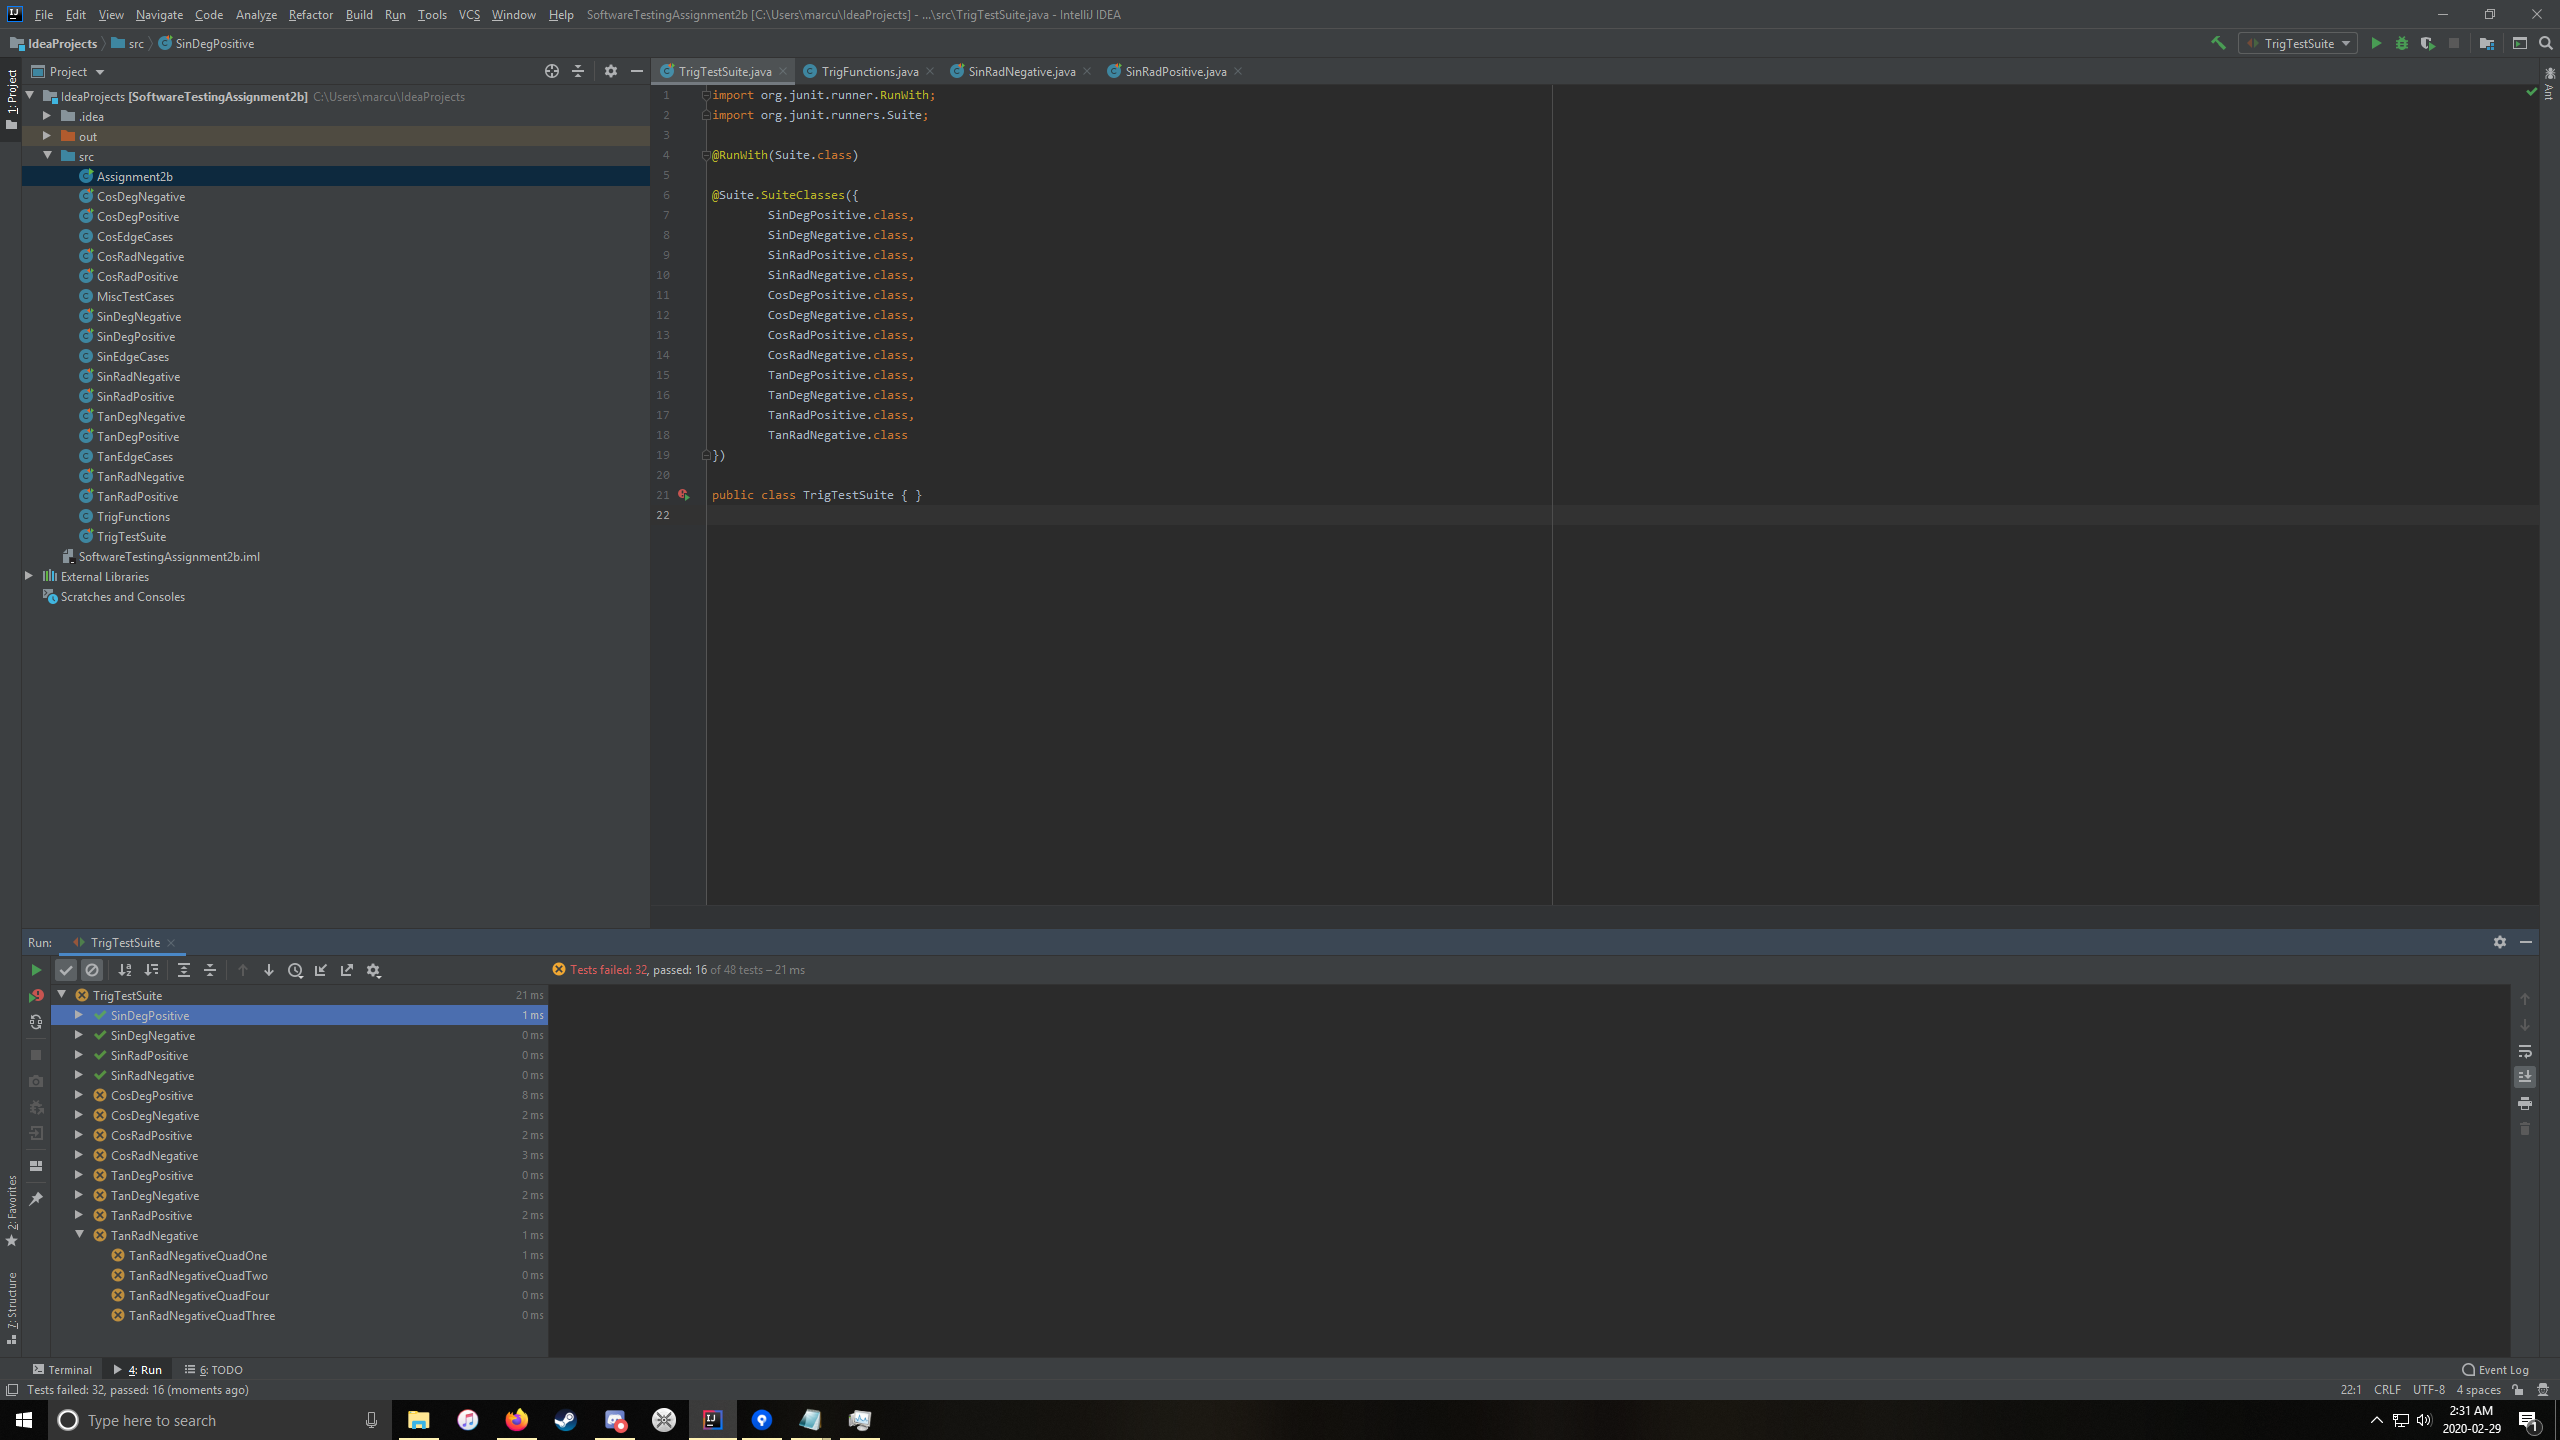 File Edit View Navigate Code Analyze Refactor Build Run Tools VCS Window Help SoftwareTestingAssignment2b [C:\Users\marcu\IdeaProjects] - ...\src\TrigTestSuite.java - IntelliJ IDEA
IdeaProjects src SinDegPositive TrigTestSuite
1: Project
Project
IdeaProjects [SoftwareTestingAssignment2b] C:\Users\marcu\IdeaProjects
.idea
out
src
Assignment2b
CosDegNegative
CosDegPositive
CosEdgeCases
CosRadNegative
CosRadPositive
MiscTestCases
SinDegNegative
SinDegPositive
SinEdgeCases
SinRadNegative
SinRadPositive
TanDegNegative
TanDegPositive
TanEdgeCases
TanRadNegative
TanRadPositive
TrigFunctions
TrigTestSuite
SoftwareTestingAssignment2b.iml
External Libraries
Scratches and Consoles
TrigTestSuite.java TrigFunctions.java SinRadNegative.java SinRadPositive.java
Ant
1 import org.junit.runner.RunWith;
2 import org.junit.runners.Suite;
3
4 @RunWith(Suite.class)
5
6 @Suite.SuiteClasses({
7 SinDegPositive.class,
8 SinDegNegative.class,
9 SinRadPositive.class,
10 SinRadNegative.class,
11 CosDegPositive.class,
12 CosDegNegative.class,
13 CosRadPositive.class,
14 CosRadNegative.class,
15 TanDegPositive.class,
16 TanDegNegative.class,
17 TanRadPositive.class,
18 TanRadNegative.class
19 })
20
21 public class TrigTestSuite { }
22
Run: TrigTestSuite
Tests failed: 32, passed: 16 of 48 tests – 21 ms
TrigTestSuite 21 ms
SinDegPositive 1 ms
SinDegNegative 0 ms
SinRadPositive 0 ms
SinRadNegative 0 ms
CosDegPositive 8 ms
CosDegNegative 2 ms
CosRadPositive 2 ms
CosRadNegative 3 ms
TanDegPositive 0 ms
TanDegNegative 2 ms
TanRadPositive 2 ms
TanRadNegative 1 ms
TanRadNegativeQuadOne 1 ms
TanRadNegativeQuadTwo 0 ms
TanRadNegativeQuadFour 0 ms
TanRadNegativeQuadThree 0 ms
2: Favorites
7: Structure
Terminal 4: Run 6: TODO Event Log
Tests failed: 32, passed: 16 (moments ago) 22:1 CRLF UTF-8 4 spaces
Type here to search
2:31 AM
2020-02-29
1